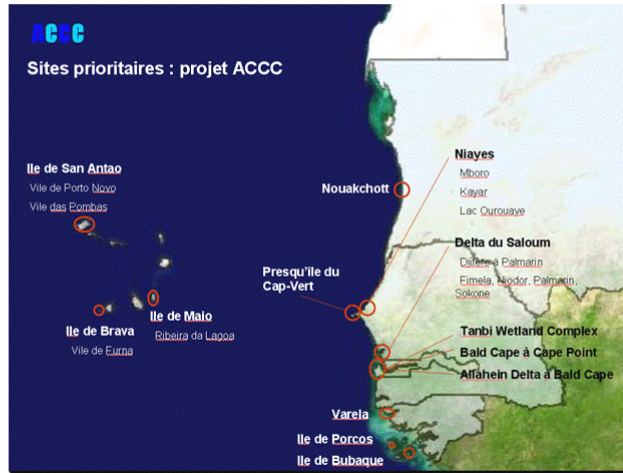 ACCC
Sites prioritaires : projet ACCC
Ile de San Antao
Vile de Porto Novo
Vile das Pombas
Ile de Brava
Vile de Furna
Ile de Maio
Ribeira da Lagoa
Nouakchott
Presqu'île du
Cap-Vert
Niayes
Mboro
Kayar
Lac Ourouaye
Delta du Saloum
Djifère à Palmarin
Fimela, Niodor, Palmarin,
Sokone
Tanbi Wetland Complex
Bald Cape à Cape Point
Allahein Delta à Bald Cape
Varela
Ile de Porcos
Ile de Bubaque